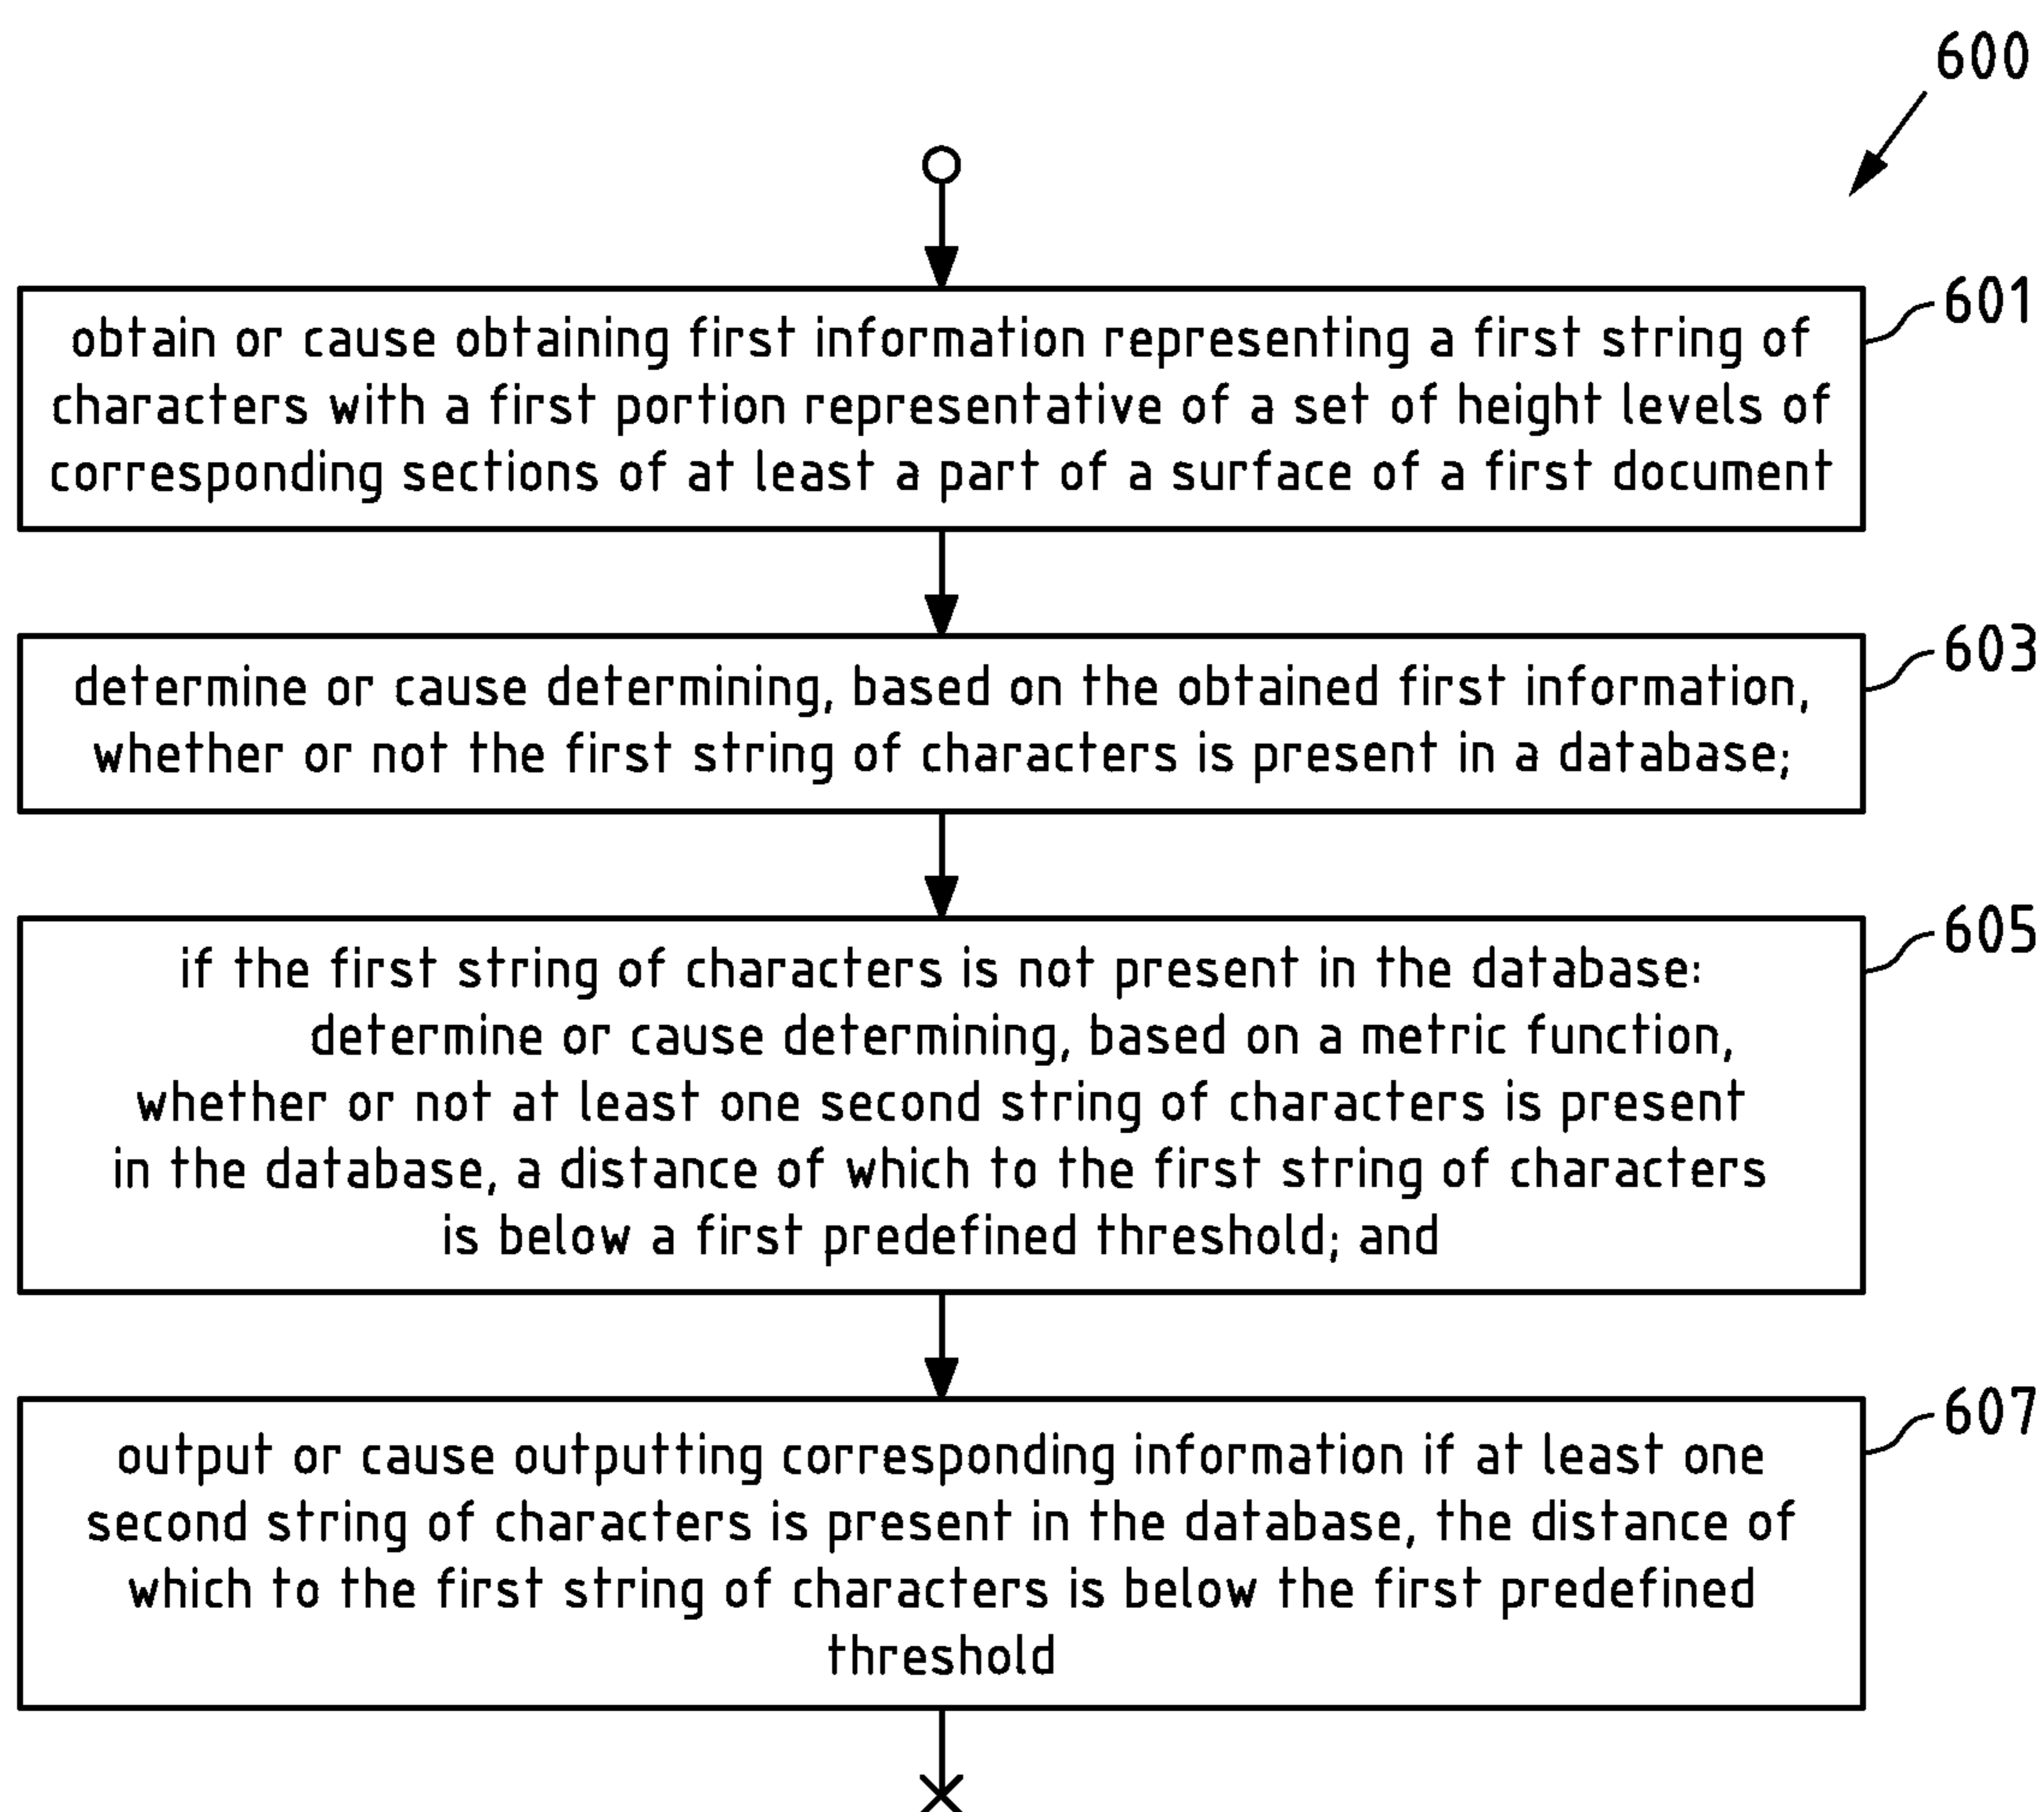 600
601
obtain or cause obtaining first information representing a first string of
characters with a first portion representative of a set of height levels of
corresponding sections of at least a part of a surface of a first document
603
determine or cause determining, based on the obtained first information,
whether or not the first string of characters is present in a database;
605
if the first string of characters is not present in the database:
determine or cause determining, based on a metric function,
whether or not at least one second string of characters is present
in the database, a distance of which to the first string of characters
is below a first predefined threshold; and
607
output or cause outputting corresponding information if at least one
second string of characters is present in the database, the distance of
which to the first string of characters is below the first predefined
threshold